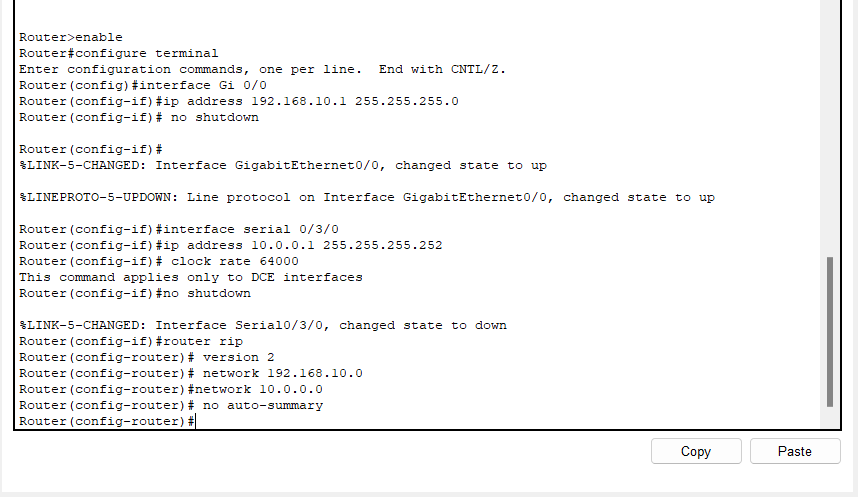 Router>enable
Router#configure terminal
Enter configuration commands, one per line.  End with CNTL/Z.
Router(config)#interface Gi 0/0
Router(config-if)#ip address 192.168.10.1 255.255.255.0
Router(config-if)# no shutdown
Router(config-if)#
%LINK-5-CHANGED: Interface GigabitEthernet0/0, changed state to up
%LINEPROTO-5-UPDOWN: Line protocol on Interface GigabitEthernet0/0, changed state to up
Router(config-if)#interface serial 0/3/0
Router(config-if)#ip address 10.0.0.1 255.255.255.252
Router(config-if)# clock rate 64000
This command applies only to DCE interfaces
Router(config-if)#no shutdown
%LINK-5-CHANGED: Interface Serial0/3/0, changed state to down
Router(config-if)#router rip
Router(config-router)# version 2
Router(config-router)# network 192.168.10.0
Router(config-router)#network 10.0.0.0
Router(config-router)# no auto-summary
Router(config-router)#
Copy
Paste